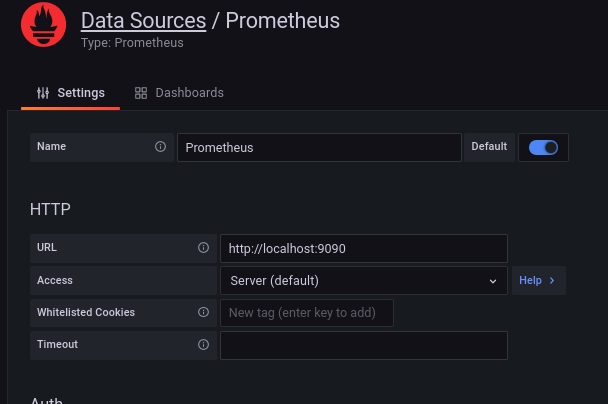 Data Sources / Prometheus
Type: Prometheus
Settings Dashboards
Name Prometheus Default
HTTP
URL http://localhost:9090
Access Server (default) Help >
Whitelisted Cookies New tag (enter key to add)
Timeout
Auth